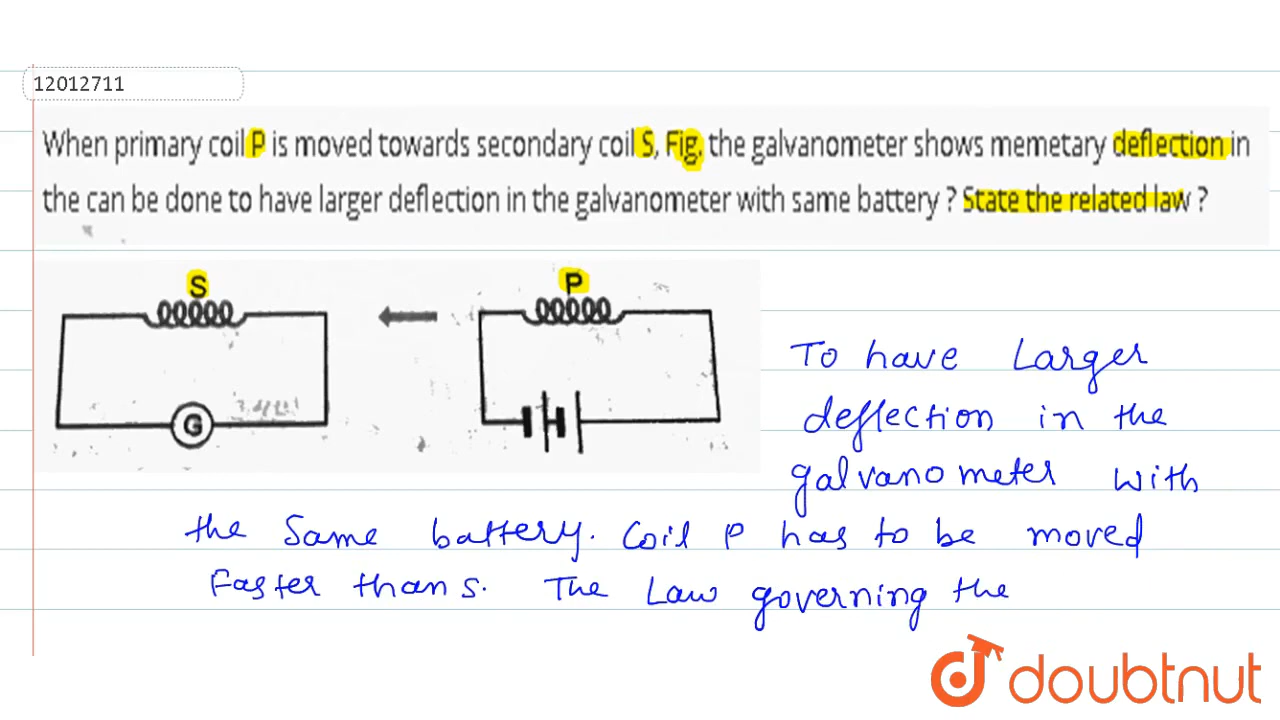 12012711
When primary coil P is moved towards secondary coil S, Fig. the galvanometer shows memetary deflection in
the can be done to have larger deflection in the galvanometer with same battery ? State the related law ?
S
P
G
To have Larger
deflection in the
galvanometer with
the Same battery. Coil P has to be moved
Faster than s. The Law governing the
doubtnut